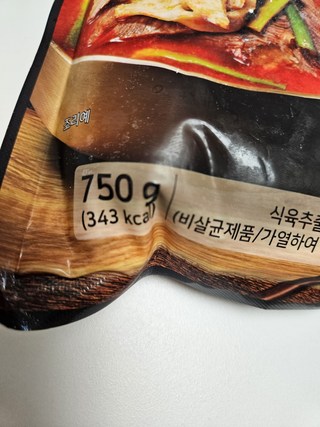 조리예
750 g
(343 kcal)
식육추출
(비살균제품/가열하여